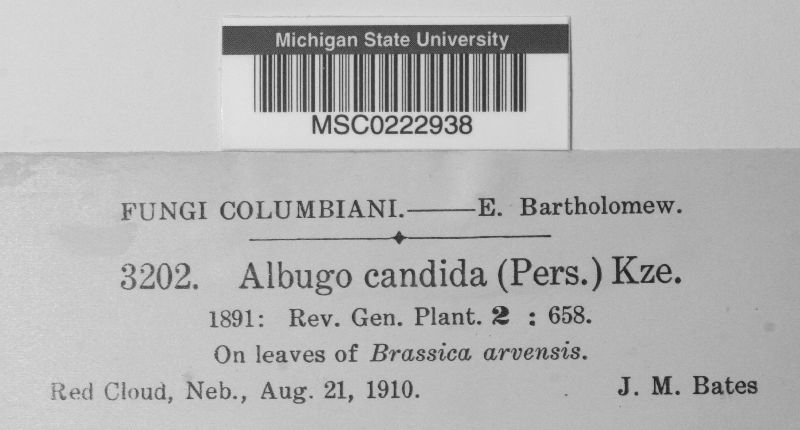 Michigan State University
MSC0222938
FUNGI COLUMBIANI.——E. Bartholomew.
3202. Albugo candida (Pers.) Kze.
1891: Rev. Gen. Plant. 2 : 658.
On leaves of Brassica arvensis.
Red Cloud, Neb., Aug. 21, 1910. J. M. Bates